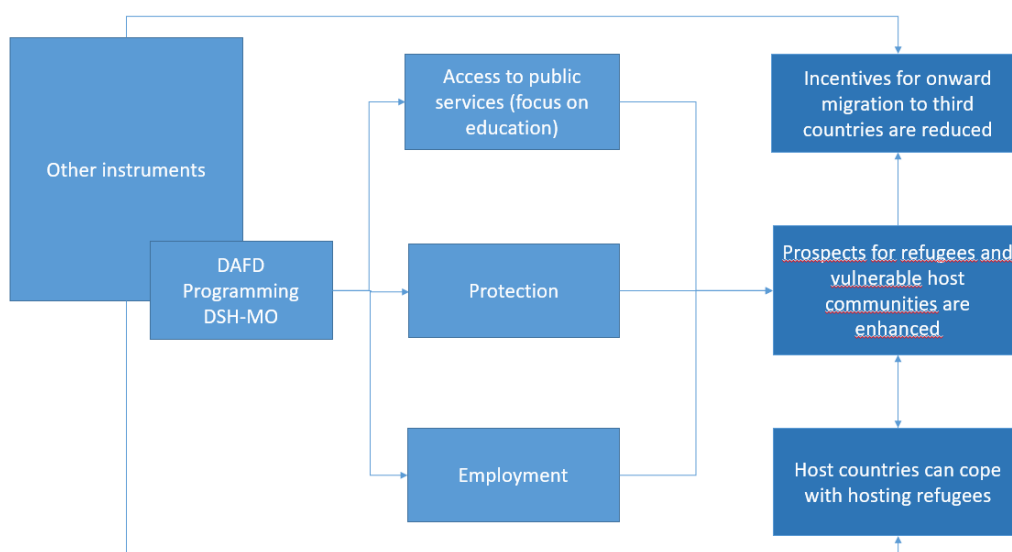 Other instruments
DAFD
Programming
DSH-MO
Access to public
services (focus on
education)
Protection
Employment
Incentives for onward
migration to third
countries are reduced
Prospects for refugees and
vulnerable host
communities are
enhanced
Host countries can cope
with hosting refugees